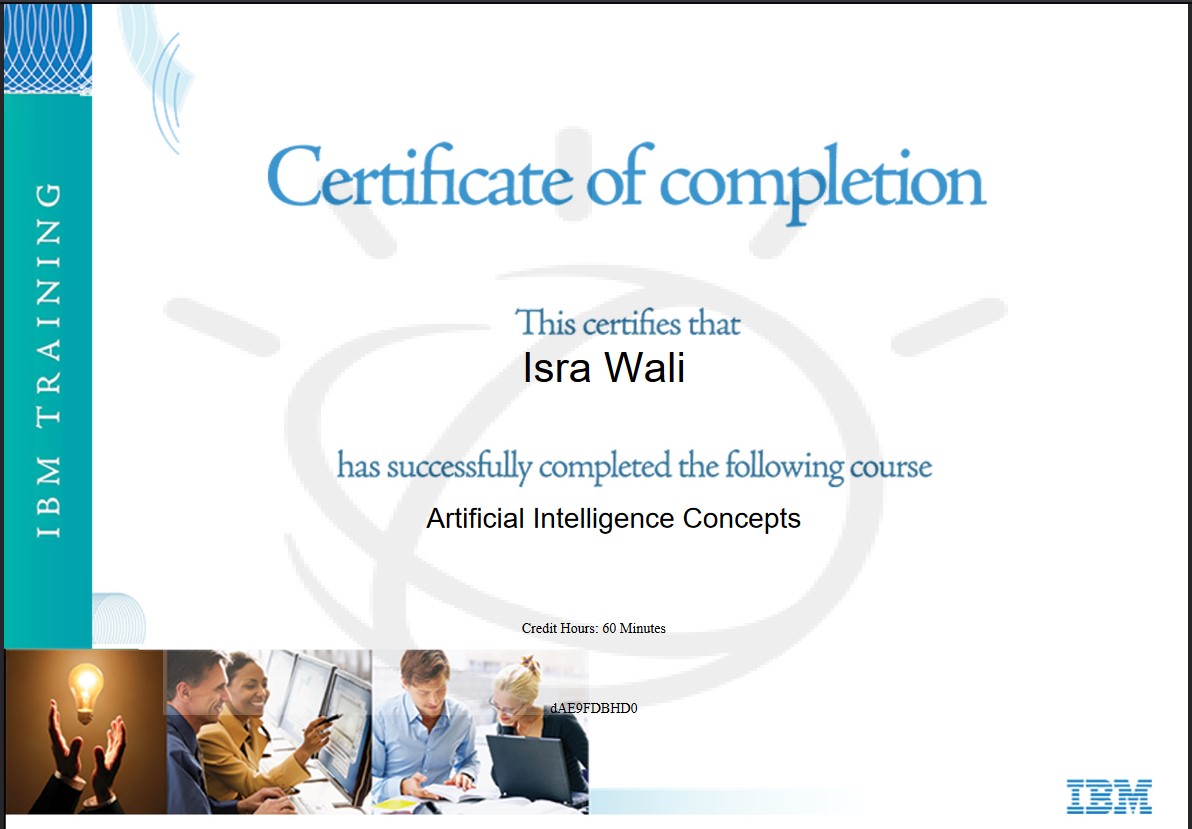 IBM TRAINING
Certificate of completion
This certifies that
Isra Wali
has successfully completed the following course
Artificial Intelligence Concepts
Credit Hours: 60 Minutes
dAE9FDBHD0
IBM